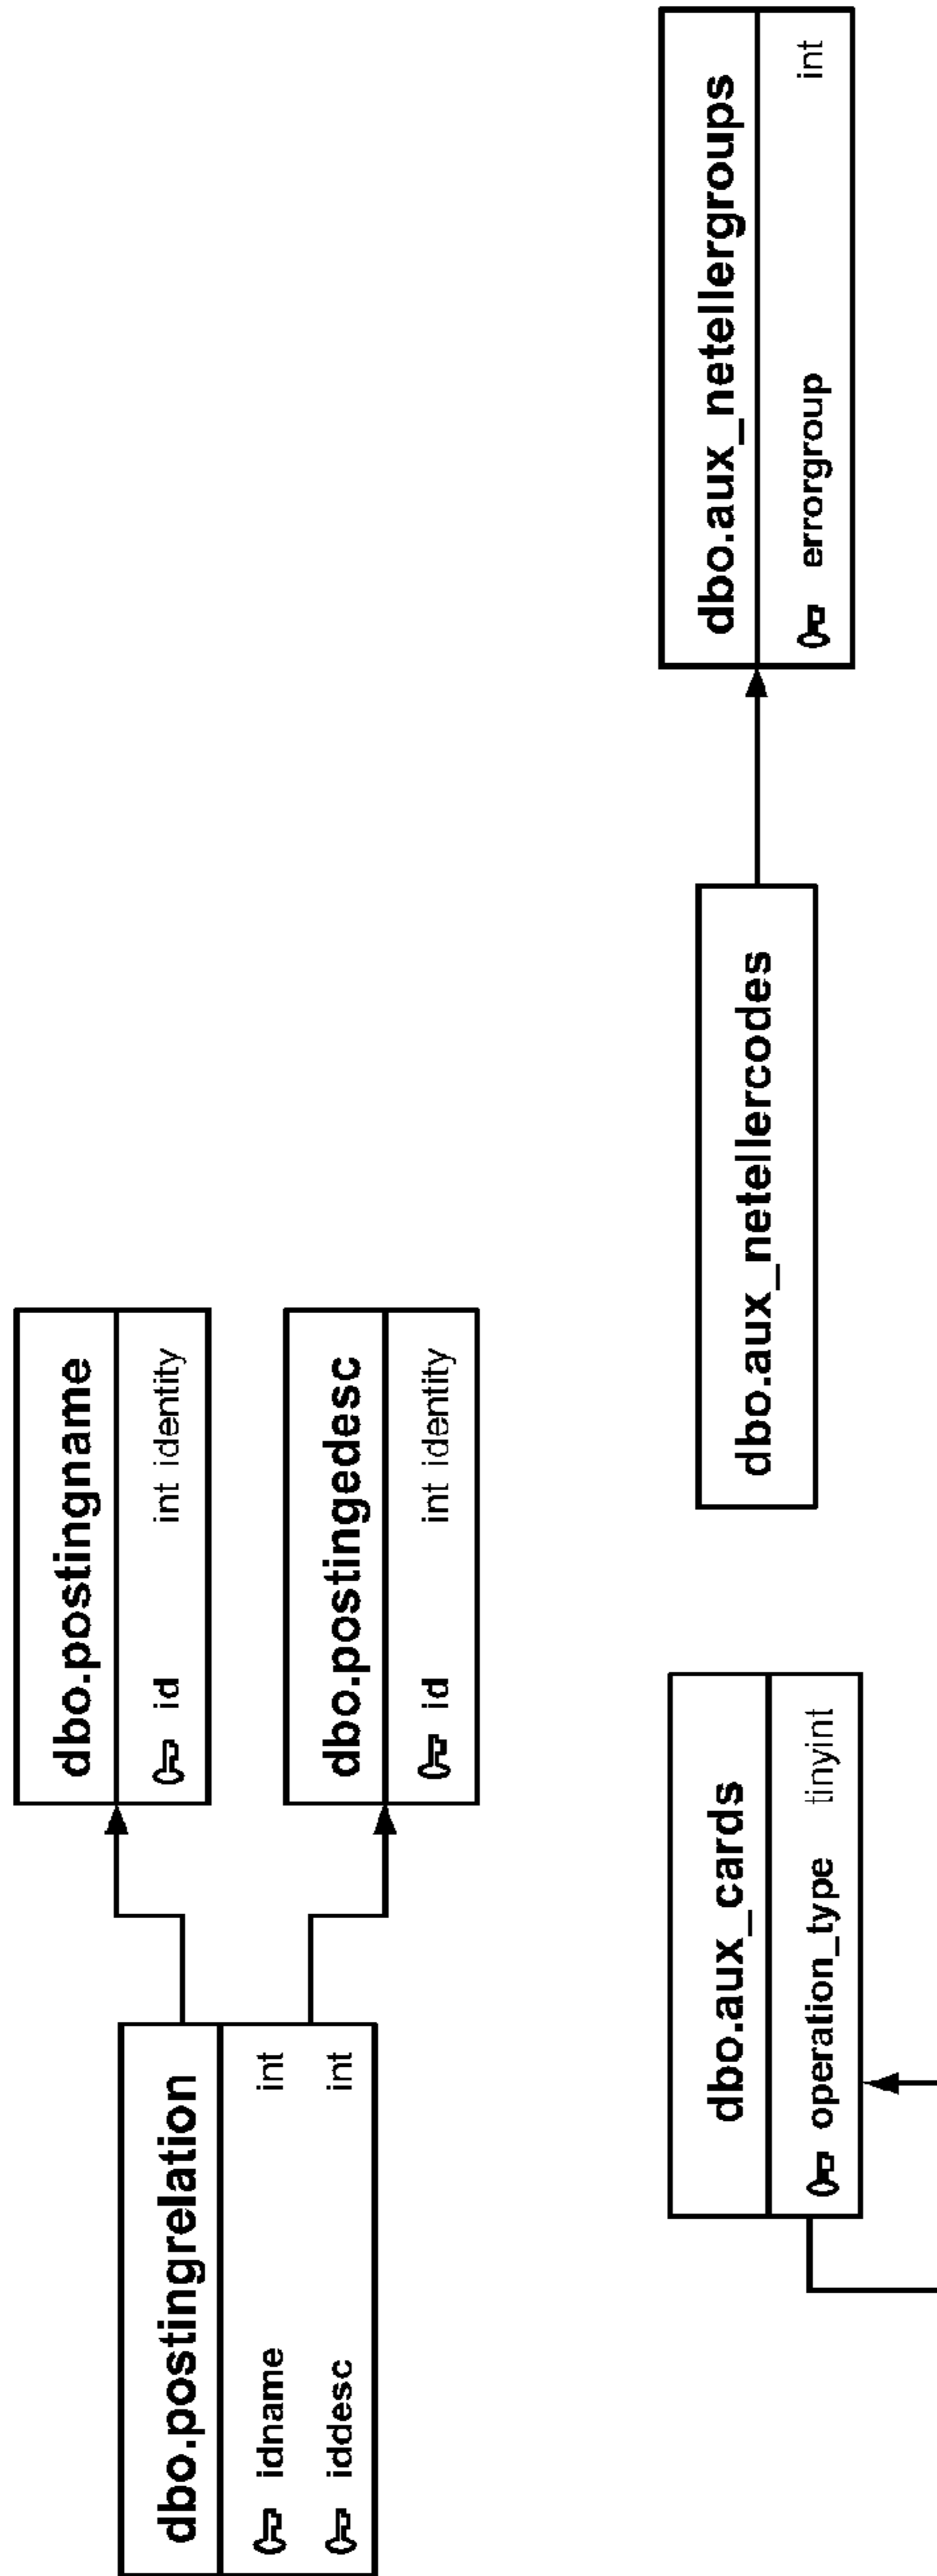 dbo.postingname
id int identity
dbo.postingrelation
idname int
iddesc int
dbo.postingedesc
id int identity
dbo.aux_netellergroups
errorgroup int
dbo.aux_netellercodes
dbo.aux_cards
operation_type tinyint